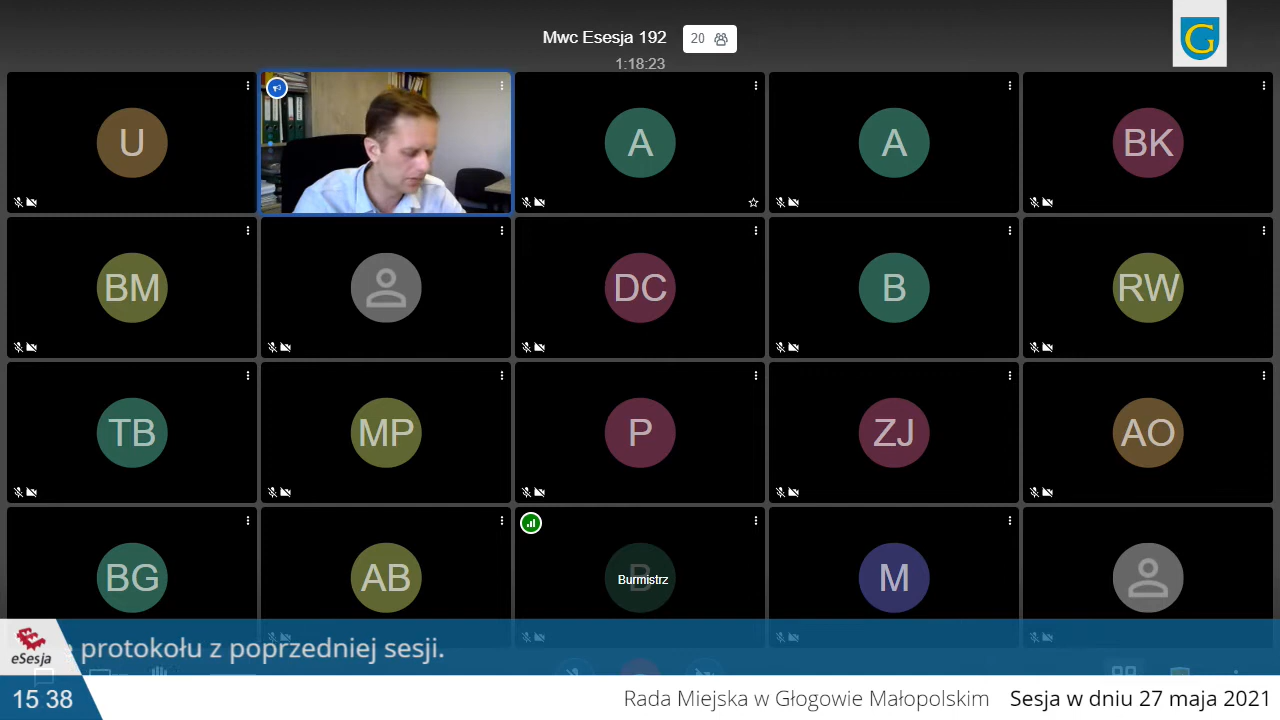 Mwc Esesja 192
20
1:18:23
G
U
A
A
BK
BM
DC
B
RW
TB
MP
P
ZJ
AO
BG
AB
Burmistrz
M
protokołu z poprzedniej sesji.
eSesja
15 38
Rada Miejska w Głogowie Małopolskim
Sesja w dniu 27 maja 2021